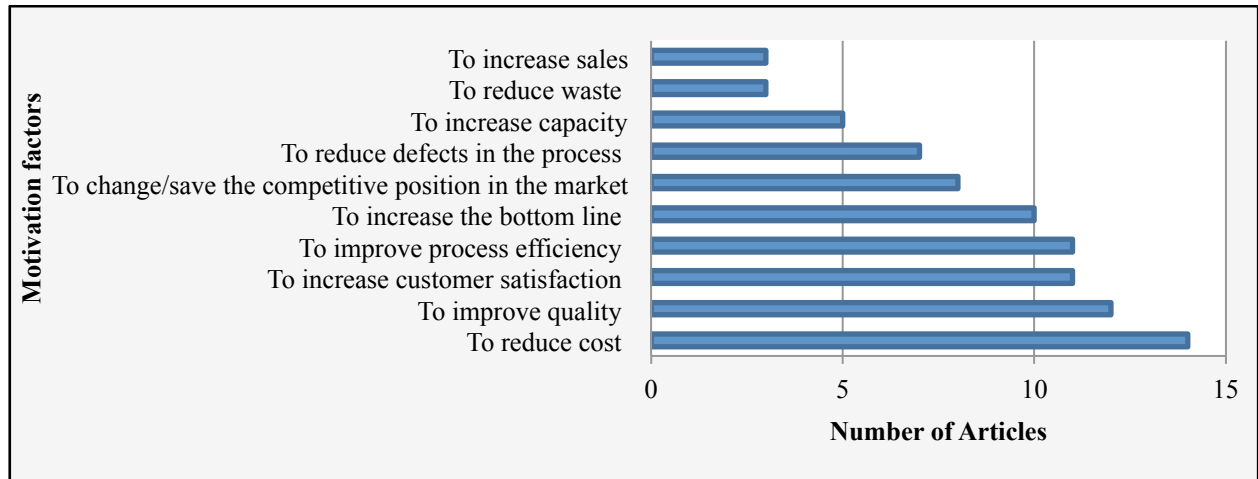 Motivation factors
To increase sales
To reduce waste
To increase capacity
To reduce defects in the process
To change/save the competitive position in the market
To increase the bottom line
To improve process efficiency
To increase customer satisfaction
To improve quality
To reduce cost
0 5 10 15
Number of Articles